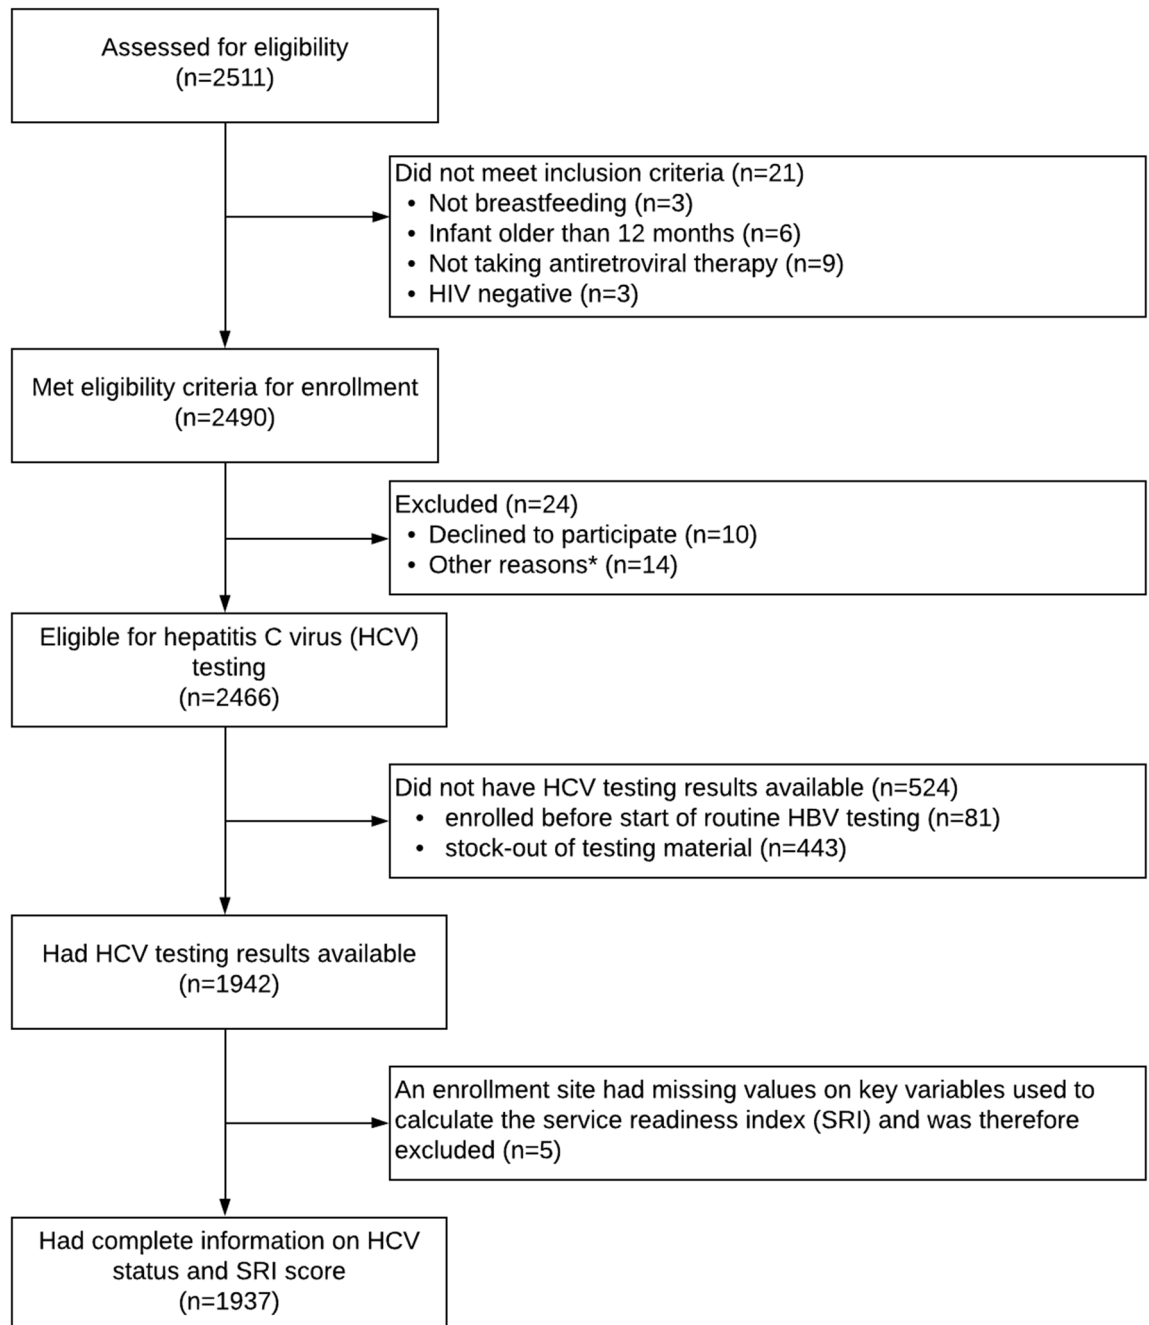 Assessed for eligibility
(n=2511)
Did not meet inclusion criteria (n=21)
• Not breastfeeding (n=3)
• Infant older than 12 months (n=6)
• Not taking antiretroviral therapy (n=9)
• HIV negative (n=3)
Met eligibility criteria for enrollment
(n=2490)
Excluded (n=24)
• Declined to participate (n=10)
• Other reasons* (n=14)
Eligible for hepatitis C virus (HCV)
testing
(n=2466)
Did not have HCV testing results available (n=524)
• enrolled before start of routine HBV testing (n=81)
• stock-out of testing material (n=443)
Had HCV testing results available
(n=1942)
An enrollment site had missing values on key variables used to
calculate the service readiness index (SRI) and was therefore
excluded (n=5)
Had complete information on HCV
status and SRI score
(n=1937)